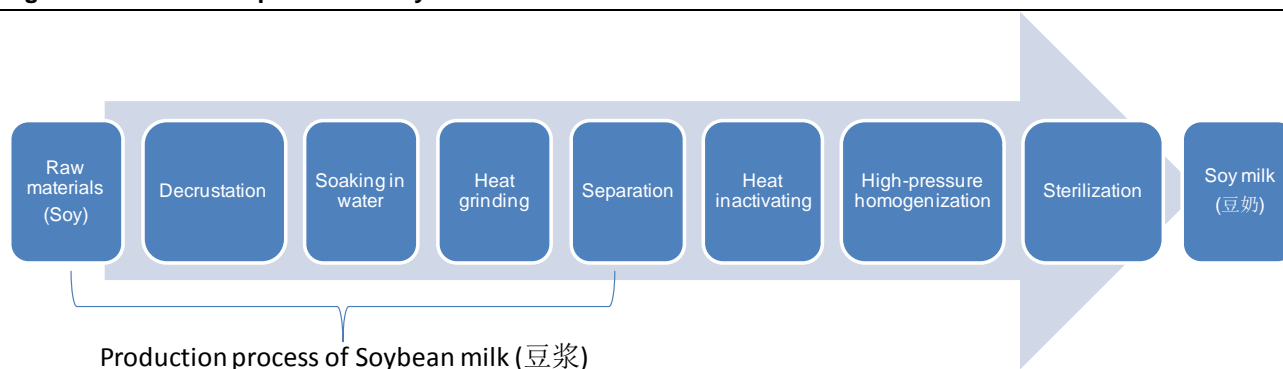 Raw
materials
(Soy)
Decrustation
Soaking in
water
Heat
grinding
Separation
Heat
inactivating
High-pressure
homogenization
Sterilization
Soy milk
(豆奶)
Production process of Soybean milk (豆浆)